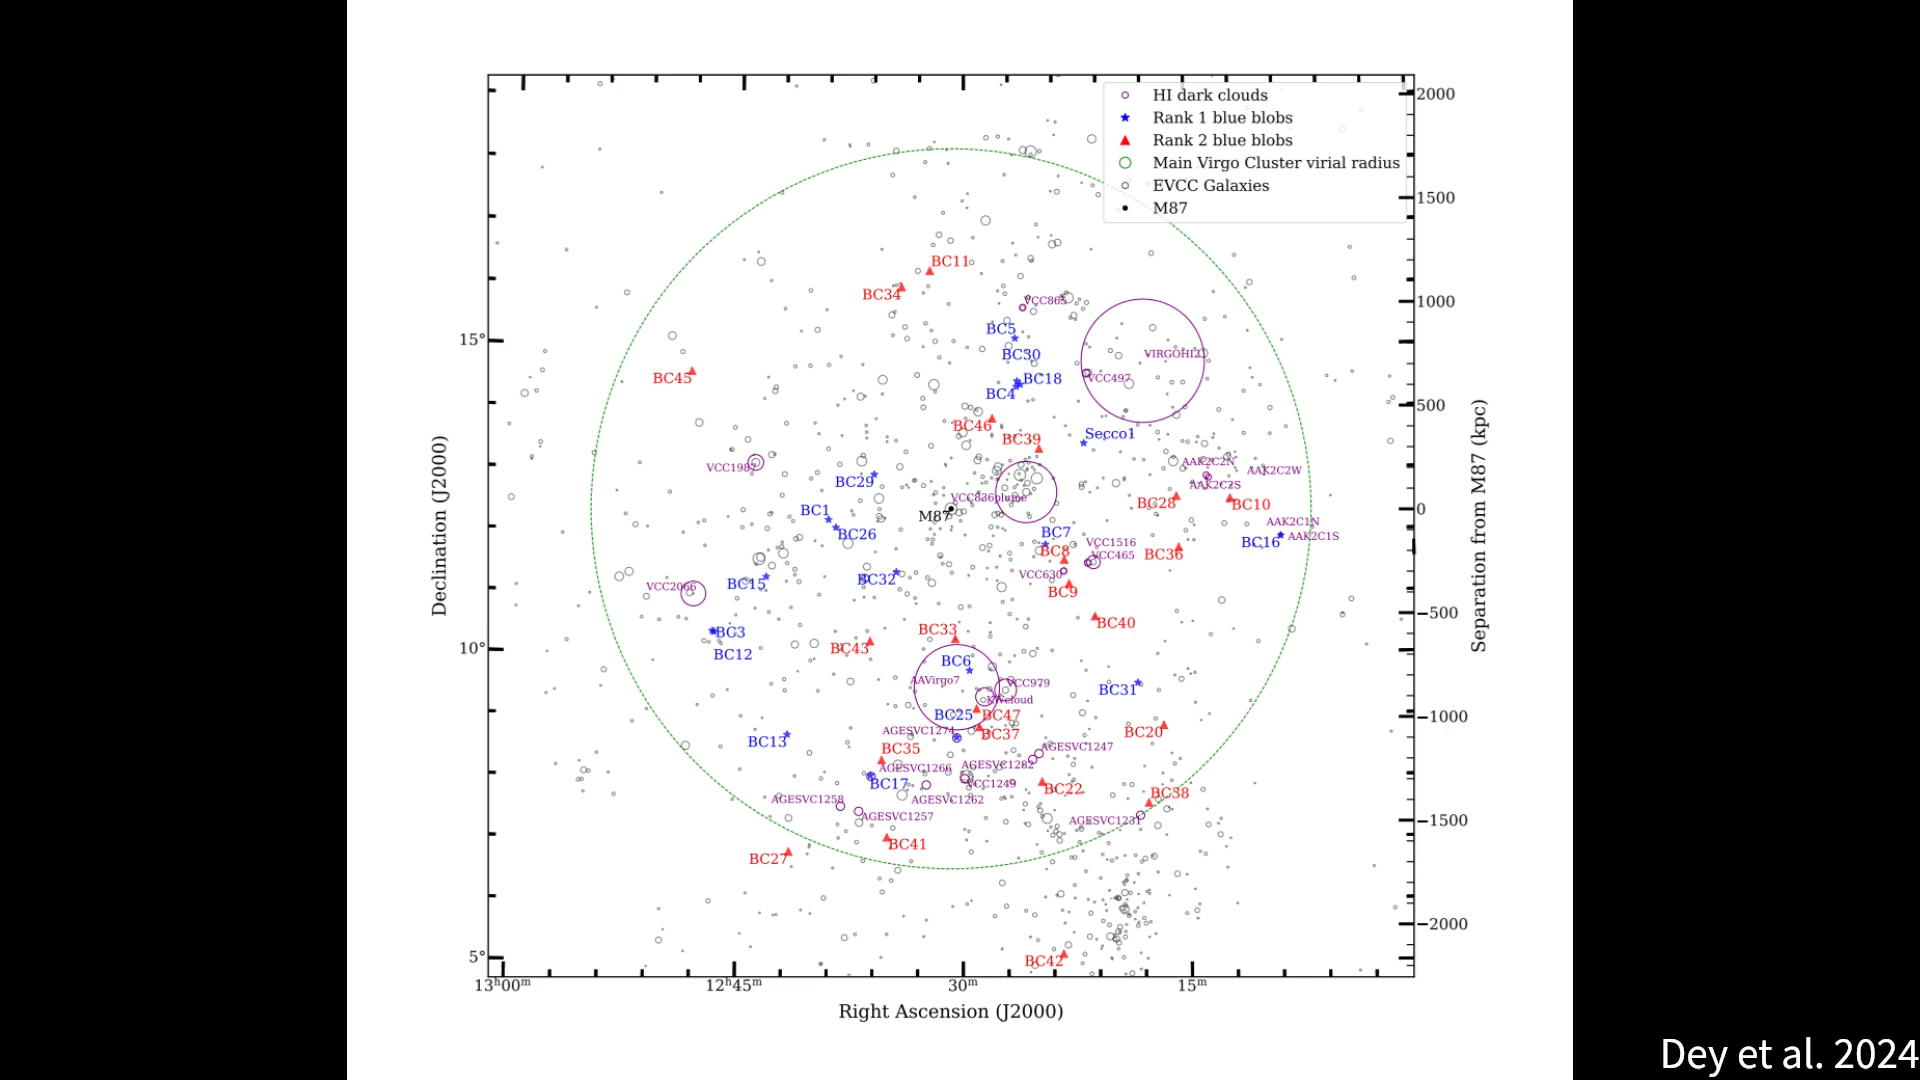 HI dark clouds
Rank 1 blue blobs
Rank 2 blue blobs
Main Virgo Cluster virial radius
EVCC Galaxies
M87
2000
1500
1000
500
0
−500
−1000
−1500
−2000
Separation from M87 (kpc)
15°
10°
5°
Declination (J2000)
BC11
BC34
VCC865
BC5
BC30
VIRGOHI21
BC45
BC18
VCC497
BC4
BC46
Secco1
BC39
VCC1987
AAK2C2N
AAK2C2W
BC29
AAK2C2S
VCC836plume
BC28
BC10
BC1
M87
AAK2C1N
BC26
BC7
AAK2C1S
VCC1516
BC16
BC8
VCC465
BC36
VCC630
BC32
BC15
VCC2066
BC9
BC40
BC33
BC3
BC43
BC12
BC6
AAVirgo7
VCC979
BC31
KWcloud
BC25
BC47
AGESVC1274
BC37
BC20
BC13
AGESVC1247
BC35
AGESVC1266
AGESVC1282
BC17
VCC1249
BC22
BC38
AGESVC1258
AGESVC1262
AGESVC1257
AGESVC1231
BC41
BC27
BC42
13ʰ00ᵐ
12ʰ45ᵐ
30ᵐ
15ᵐ
Right Ascension (J2000)
Dey et al. 2024